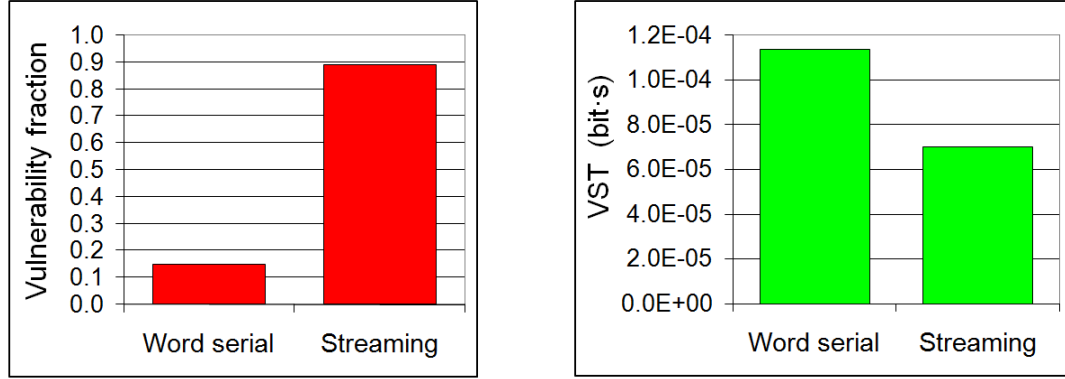 Vulnerability fraction
1.0
0.9
0.8
0.7
0.6
0.5
0.4
0.3
0.2
0.1
0.0
Word serial Streaming
VST (bit·s)
1.2E-04
1.0E-04
8.0E-05
6.0E-05
4.0E-05
2.0E-05
0.0E+00
Word serial Streaming